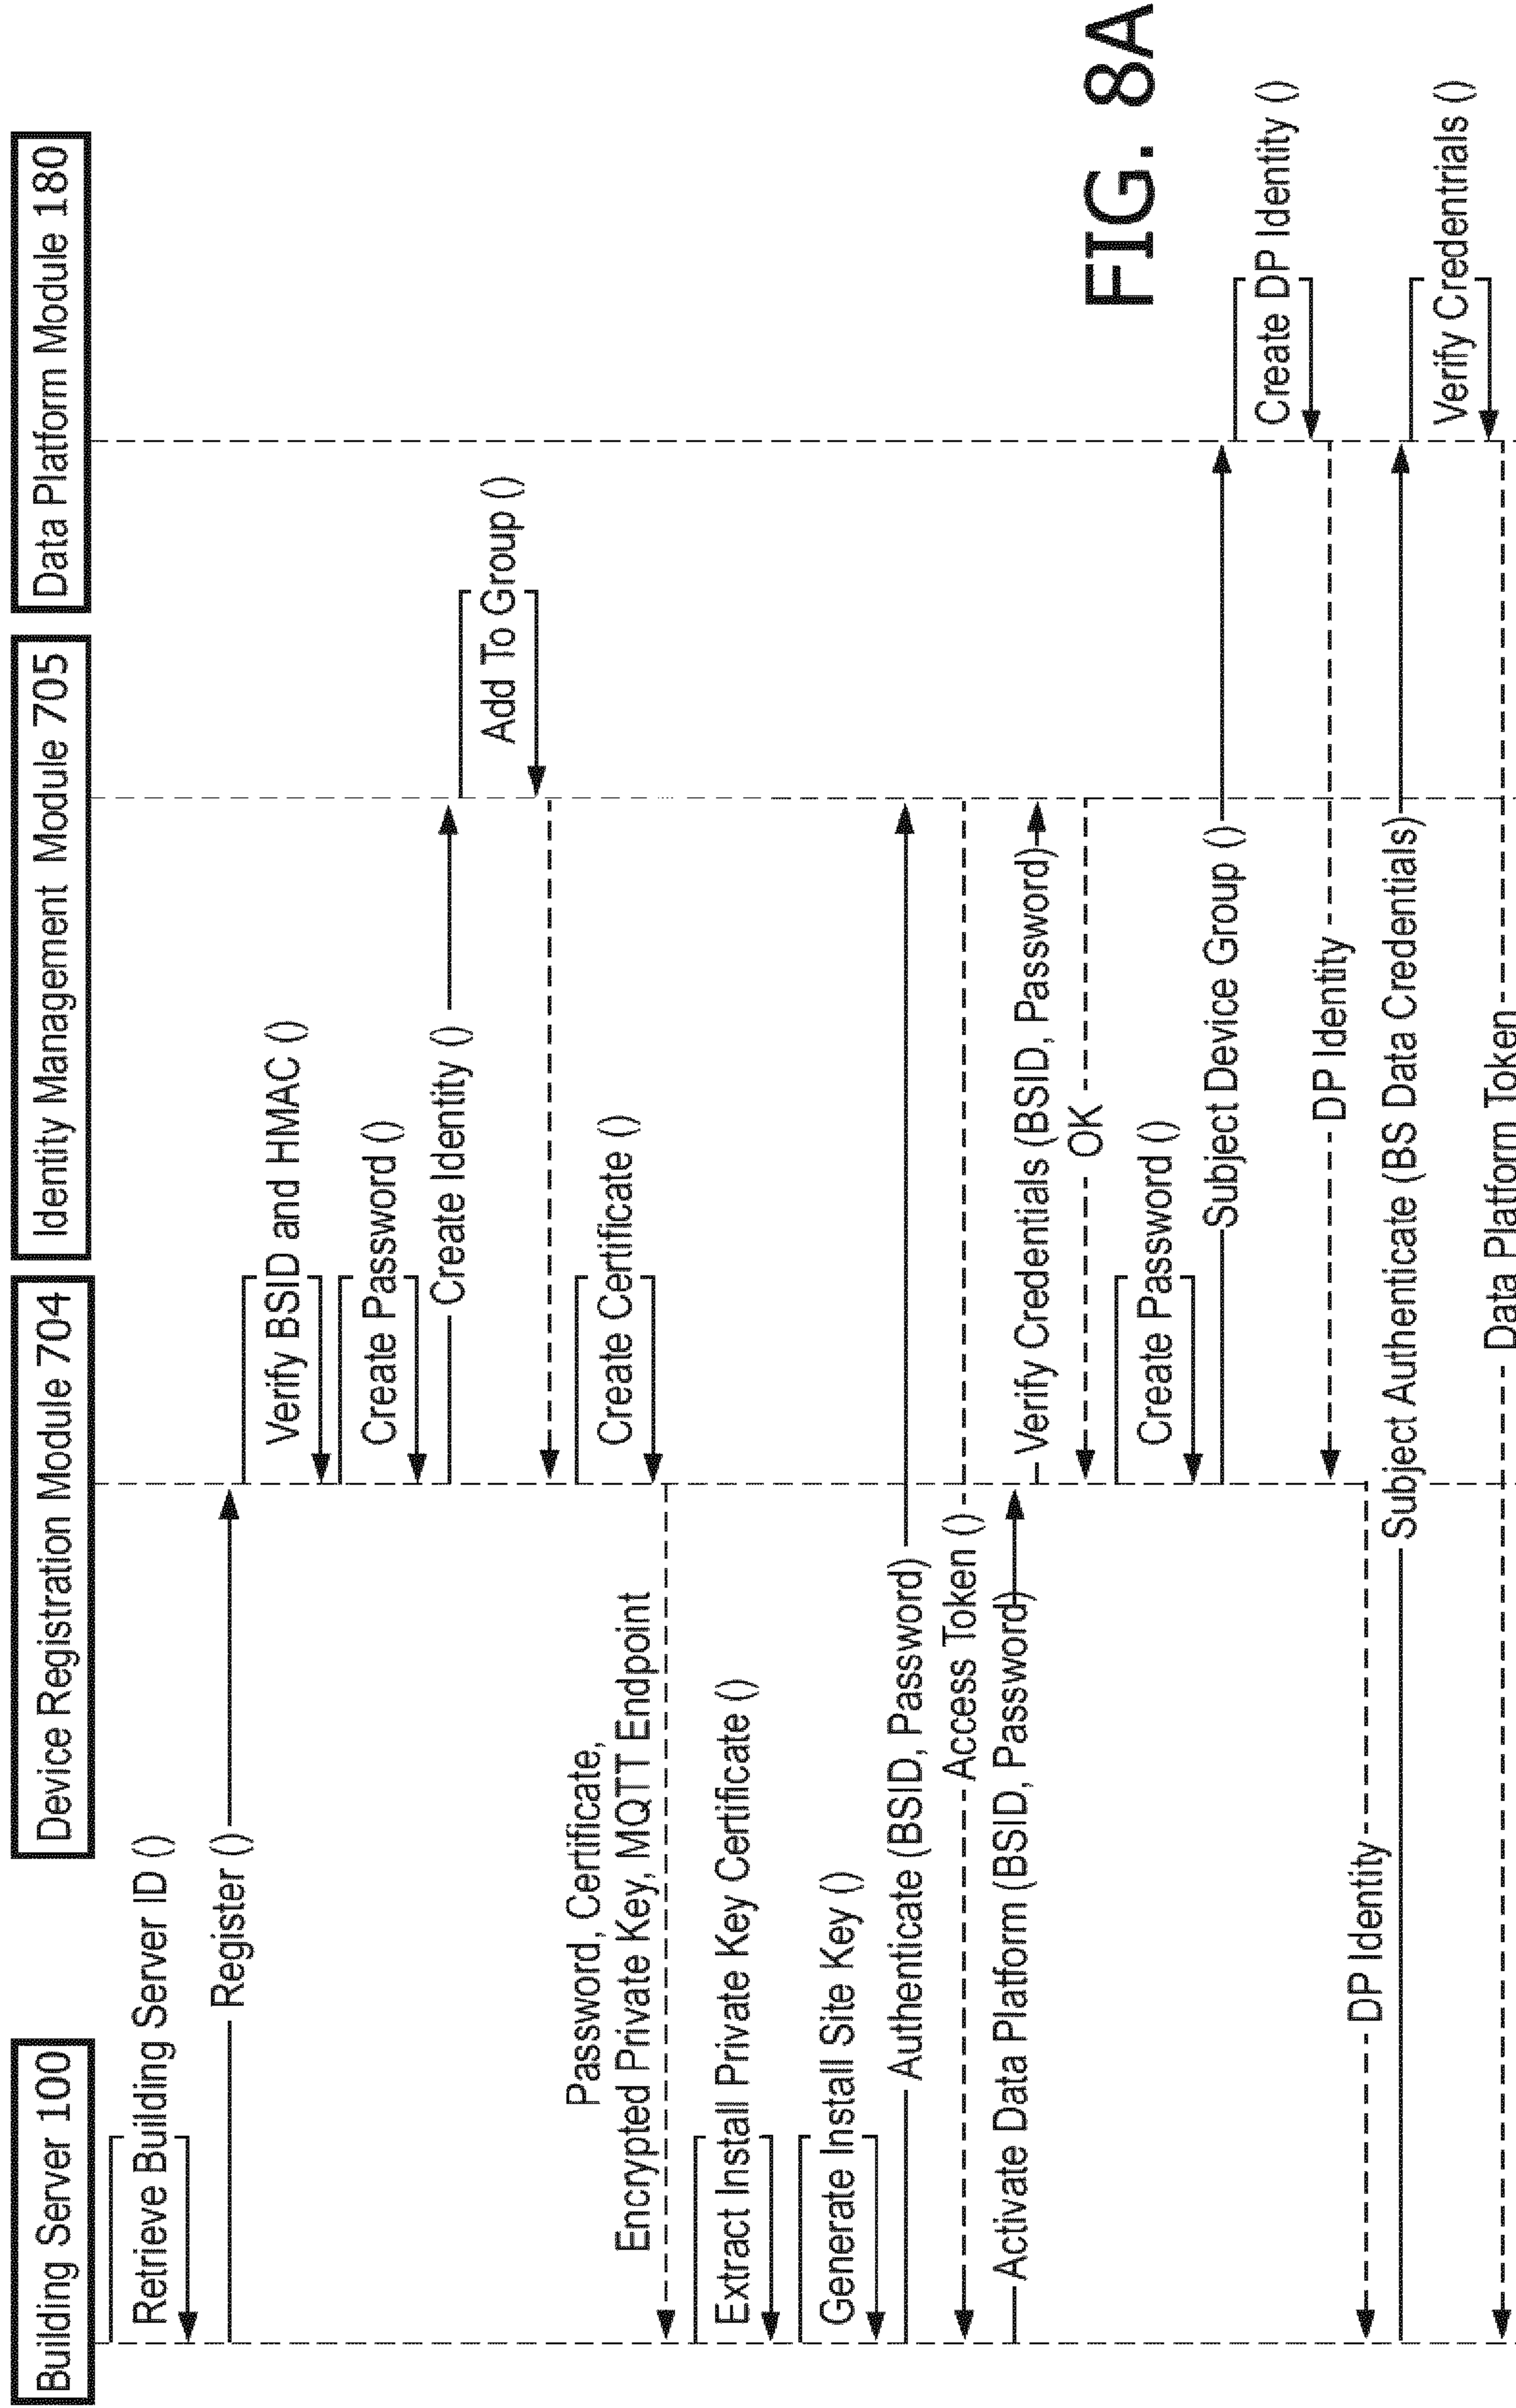 Building Server 100
Device Registration Module 704
Identity Management Module 705
Data Platform Module 180
Retrieve Building Server ID ()
Register ()
Verify BSID and HMAC ()
Create Password ()
Create Identity ()
Add To Group ()
Create Certificate ()
Password, Certificate,
Encrypted Private Key, MQTT Endpoint
Extract Install Private Key Certificate ()
Generate Install Site Key ()
Authenticate (BSID, Password)
Access Token ()
Activate Data Platform (BSID, Password)
Verify Credentials (BSID, Password)
OK
Create Password ()
Subject Device Group ()
Create DP Identity ()
DP Identity
DP Identity
Subject Authenticate (BS Data Credentials)
Verify Credentrials ()
Data Platform Token
FIG. 8A